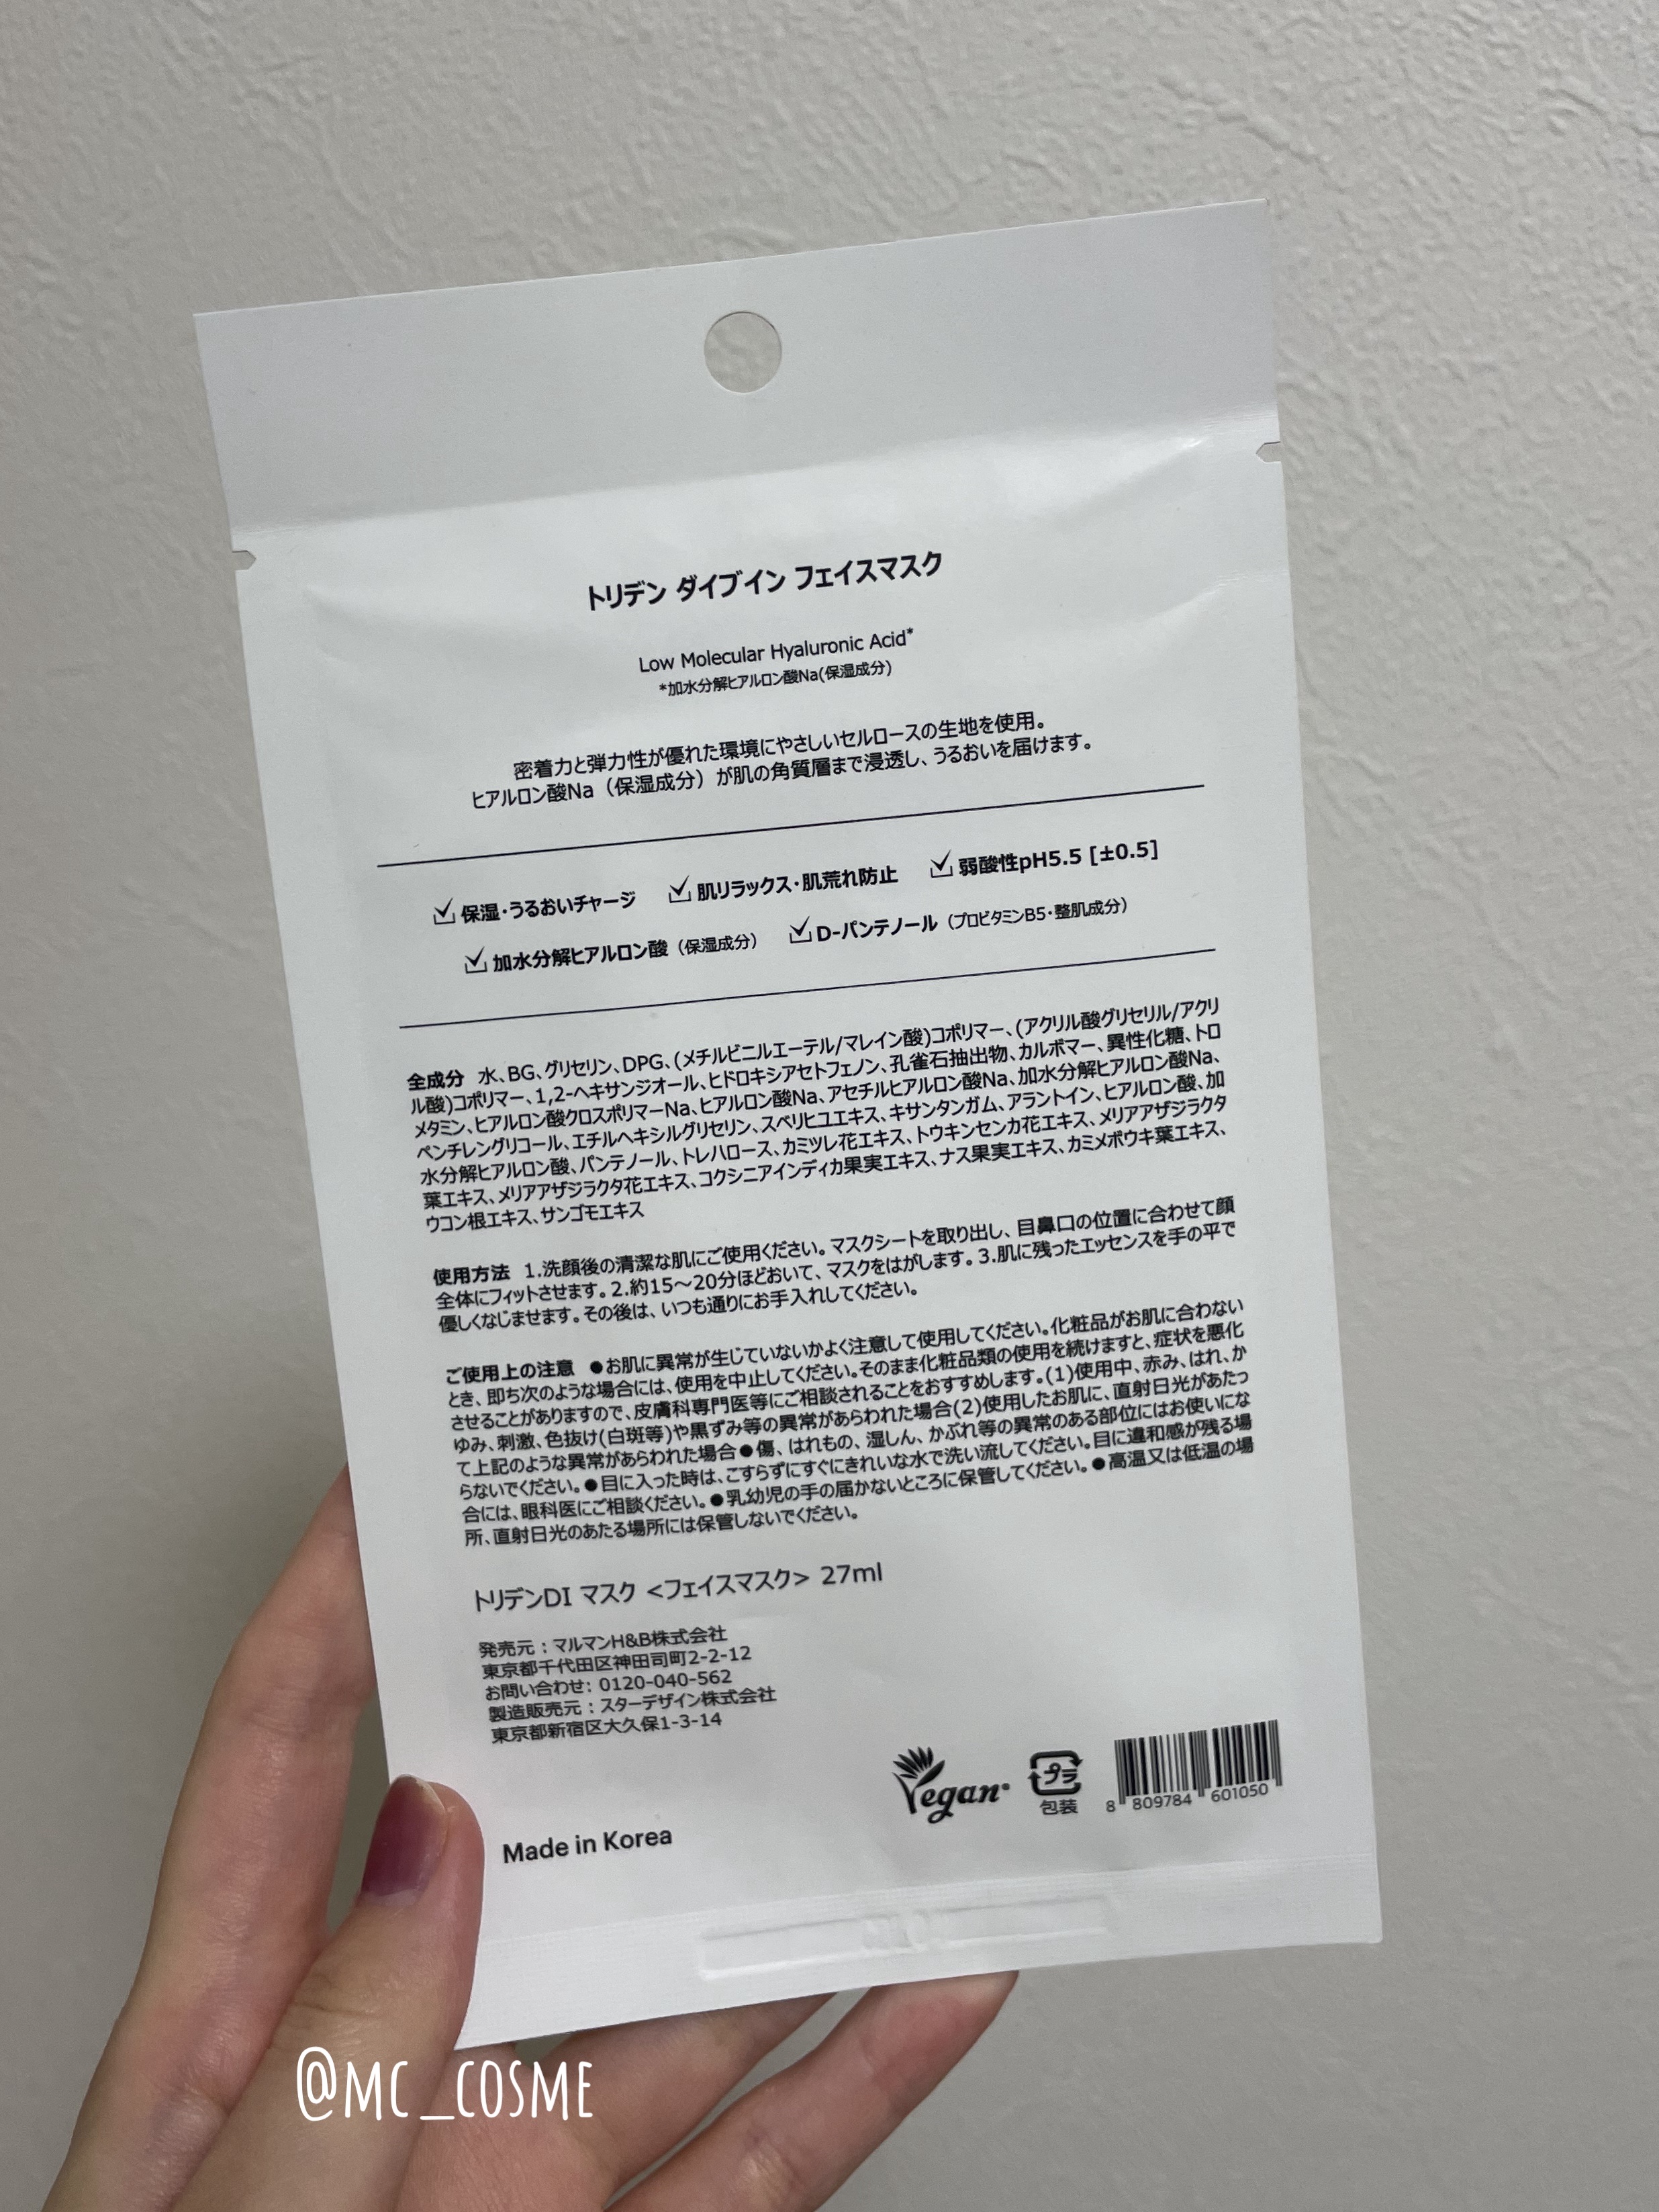 トリデン ダイブイン フェイスマスク
Low Molecular Hyaluronic Acid*
*加水分解ヒアルロン酸Na(保湿成分)
密着力と弾力性が優れた環境にやさしいセルロースの生地を使用。
ヒアルロン酸Na（保湿成分）が肌の角質層まで浸透し、うるおいを届けます。
保湿・うるおいチャージ 肌リラックス・肌荒れ防止 弱酸性pH5.5 [±0.5]
加水分解ヒアルロン酸（保湿成分） D-パンテノール（プロビタミンB5・整肌成分）
全成分 水、BG、グリセリン、DPG、(メチルビニルエーテル/マレイン酸)コポリマー、(アクリル酸グリセリル/アクリ
ル酸)コポリマー、1,2-ヘキサンジオール、ヒドロキシアセトフェノン、孔雀石抽出物、カルボマー、異性化糖、トロ
メタミン、ヒアルロン酸クロスポリマーNa、ヒアルロン酸Na、アセチルヒアルロン酸Na、加水分解ヒアルロン酸Na、
ペンチレングリコール、エチルヘキシルグリセリン、スベリヒユエキス、キサンタンガム、アラントイン、ヒアルロン酸、加
水分解ヒアルロン酸、パンテノール、トレハロース、カミツレ花エキス、トウキンセンカ花エキス、メリアアザジラクタ
葉エキス、メリアアザジラクタ花エキス、コクシニアインディカ果実エキス、ナス果実エキス、カミメボウキ葉エキス、
ウコン根エキス、サンゴモエキス
使用方法 1.洗顔後の清潔な肌にご使用ください。マスクシートを取り出し、目鼻口の位置に合わせて顔
全体にフィットさせます。2.約15〜20分ほどおいて、マスクをはがします。3.肌に残ったエッセンスを手の平で
優しくなじませます。その後は、いつも通りにお手入れしてください。
ご使用上の注意 ●お肌に異常が生じていないかよく注意して使用してください。化粧品がお肌に合わない
とき、即ち次のような場合には、使用を中止してください。そのまま化粧品類の使用を続けますと、症状を悪化
させることがありますので、皮膚科専門医等にご相談されることをおすすめします。(1)使用中、赤み、はれ、か
ゆみ、刺激、色抜け(白斑等)や黒ずみ等の異常があらわれた場合(2)使用したお肌に、直射日光があたっ
て上記のような異常があらわれた場合●傷、はれもの、湿しん、かぶれ等の異常のある部位にはお使いにな
らないでください。●目に入った時は、こすらずにすぐにきれいな水で洗い流してください。目に違和感が残る場
合には、眼科医にご相談ください。●乳幼児の手の届かないところに保管してください。●高温又は低温の場
所、直射日光のあたる場所には保管しないでください。
トリデンDI マスク <フェイスマスク> 27ml
発売元：マルマンH&B株式会社
東京都千代田区神田司町2-2-12
お問い合わせ: 0120-040-562
製造販売元：スターデザイン株式会社
東京都新宿区大久保1-3-14
Vegan
プラ
包装
8 809784 601050
Made in Korea
@MC_COSME